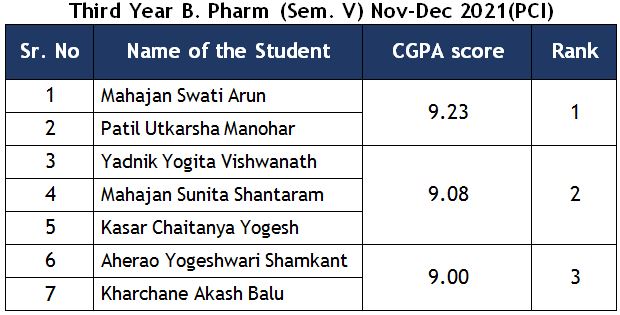 Third Year B. Pharm (Sem. V) Nov-Dec 2021(PCI)
Sr. No Name of the Student CGPA score Rank
1 Mahajan Swati Arun 9.23 1
2 Patil Utkarsha Manohar
3 Yadnik Yogita Vishwanath 9.08 2
4 Mahajan Sunita Shantaram
5 Kasar Chaitanya Yogesh
6 Aherao Yogeshwari Shamkant 9.00 3
7 Kharchane Akash Balu